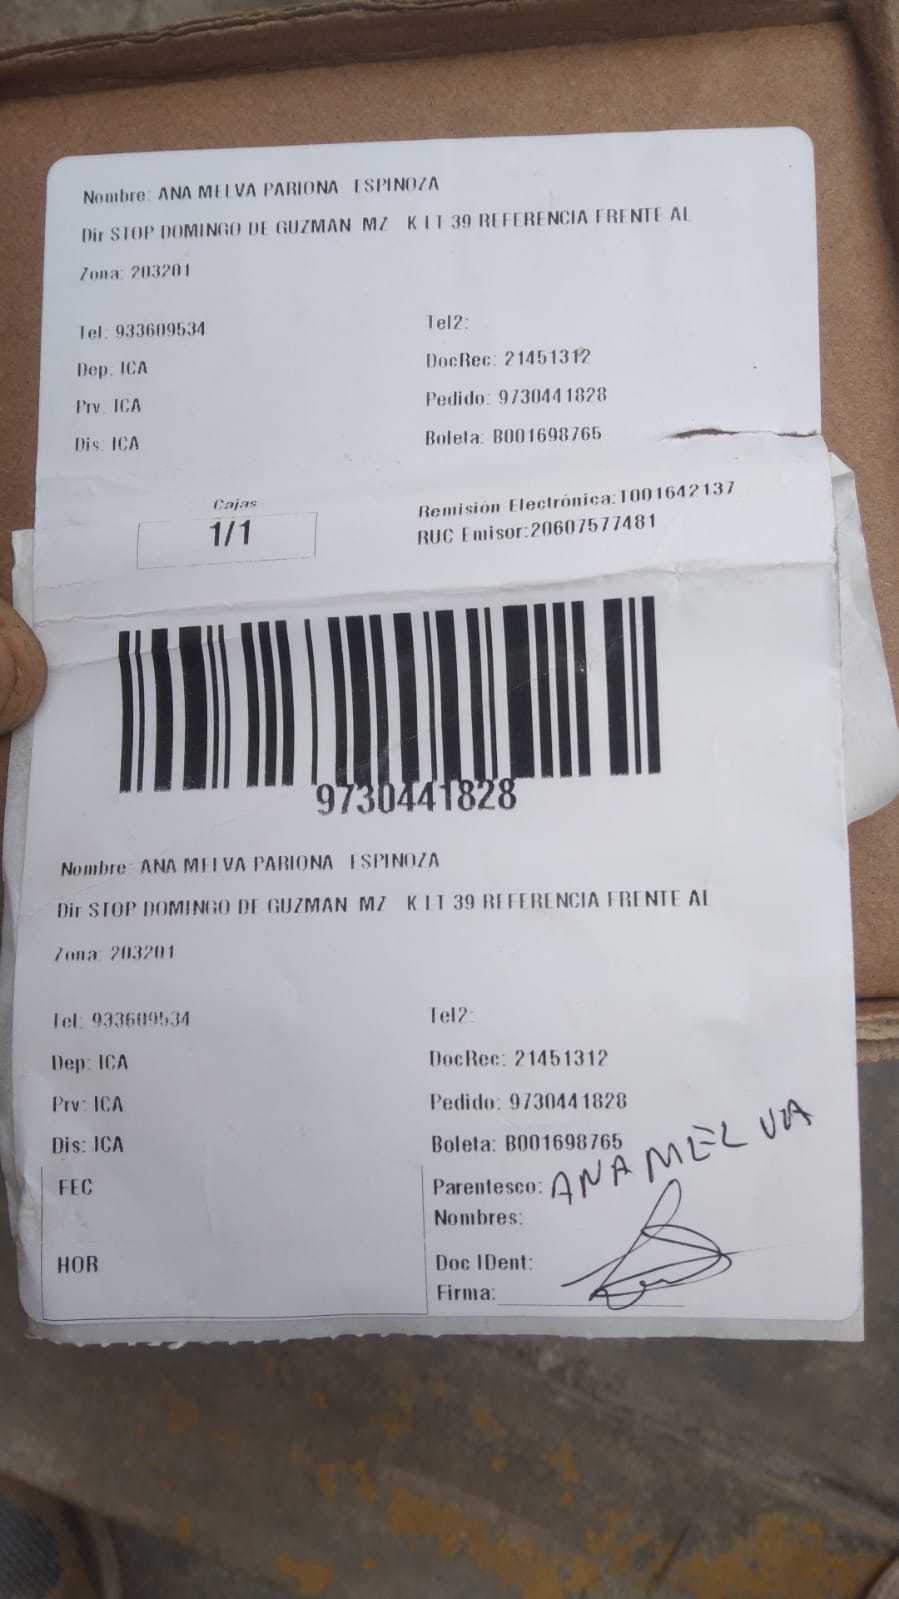 Nombre: ANA MELVA PARIONA ESPINOZA
Dir STOP DOMINGO DE GUZMAN MZ K LT 39 REFERENCIA FRENTE AL
Zona: 203201
Tel: 933609534 Tel2:
Dep: ICA DocRec: 21451312
Prv: ICA Pedido: 9730441828
Dis: ICA Boleta: B001698765
Cajas
1/1
Remisión Electrónica:T001642137
RUC Emisor:20607577481
9730441828
Nombre: ANA MELVA PARIONA ESPINOZA
Dir STOP DOMINGO DE GUZMAN MZ K LT 39 REFERENCIA FRENTE AL
Zona: 203201
Tel: 933609534 Tel2:
Dep: ICA DocRec: 21451312
Prv: ICA Pedido: 9730441828
Dis: ICA Boleta: B001698765
FEC
Parentesco: ANA MELVA
Nombres:
HOR
Doc IDent:
Firma: